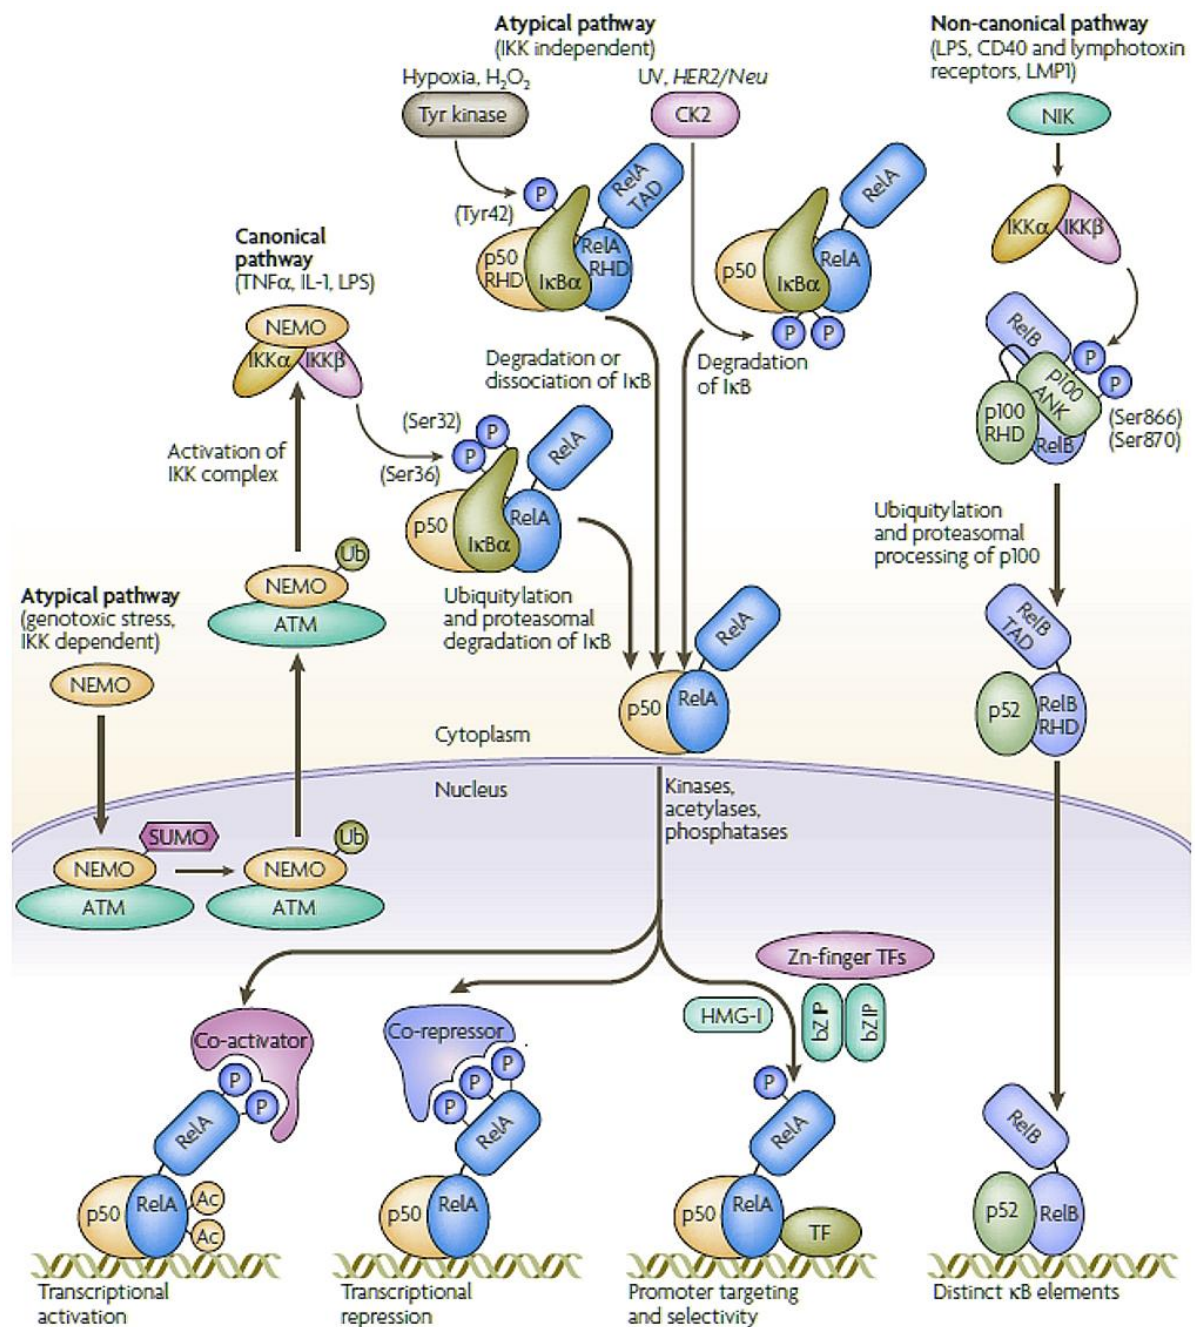 Atypical pathway
(IKK independent)
Hypoxia, H₂O₂
Tyr kinase
UV, HER2/Neu
CK2
P
(Tyr42)
RelA
TAD
p50
RHD
IκBα
RelA
RHD
RelA
p50
IκBα
RelA
P
P
Degradation or
dissociation of IκB
Degradation
of IκB
Non-canonical pathway
(LPS, CD40 and lymphotoxin
receptors, LMP1)
NIK
IKKα
IKKβ
RelB
P
P
p100
ANK
p100
RHD
RelB
(Ser866)
(Ser870)
Ubiquitylation
and proteasomal
processing of p100
RelB
TAD
p52
RelB
RHD
Canonical
pathway
(TNFα, IL-1, LPS)
NEMO
IKKα
IKKβ
Activation of
IKK complex
(Ser32)
P
P
(Ser36)
RelA
p50
IκBα
RelA
Ubiquitylation
and proteasomal
degradation of IκB
Ub
NEMO
ATM
Atypical pathway
(genotoxic stress,
IKK dependent)
NEMO
RelA
p50
RelA
Cytoplasm
Nucleus
Kinases,
acetylases,
phosphatases
SUMO
NEMO
ATM
Ub
NEMO
ATM
Co-activator
P
P
RelA
p50
RelA
Ac
Ac
Transcriptional
activation
Co-repressor
P
P
P
RelA
p50
RelA
Transcriptional
repression
Zn-finger TFs
HMG-I
bZIP
bZIP
P
RelA
p50
RelA
TF
Promoter targeting
and selectivity
RelB
p52
RelB
Distinct κB elements